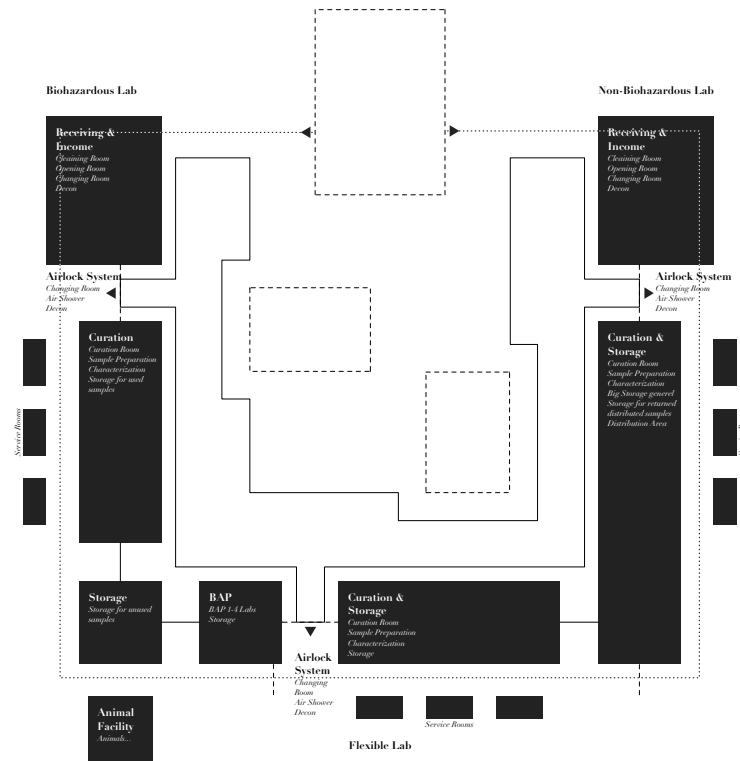 Biohazardous Lab
Non-Biohazardous Lab
Receiving &
Income
Cleaining Room
Opening Room
Changing Room
Decon
Receiving &
Income
Cleaining Room
Opening Room
Changing Room
Decon
Airlock System
Changing Room
Air Shower
Decon
Airlock System
Changing Room
Air Shower
Decon
Curation
Curation Room
Sample Preparation
Characterization
Storage for used
samples
Curation &
Storage
Curation Room
Sample Preparation
Characterization
Big Storage generel
Storage for returned
distributed samples
Distribution Area
Service Rooms
Storage
Storage for unused
samples
BAP
BAP 1-4 Labs
Storage
Curation &
Storage
Curation Room
Sample Preparation
Characterization
Storage
Airlock
System
Changing
Room
Air Shower
Decon
Animal
Facility
Animals...
Service Rooms
Flexible Lab